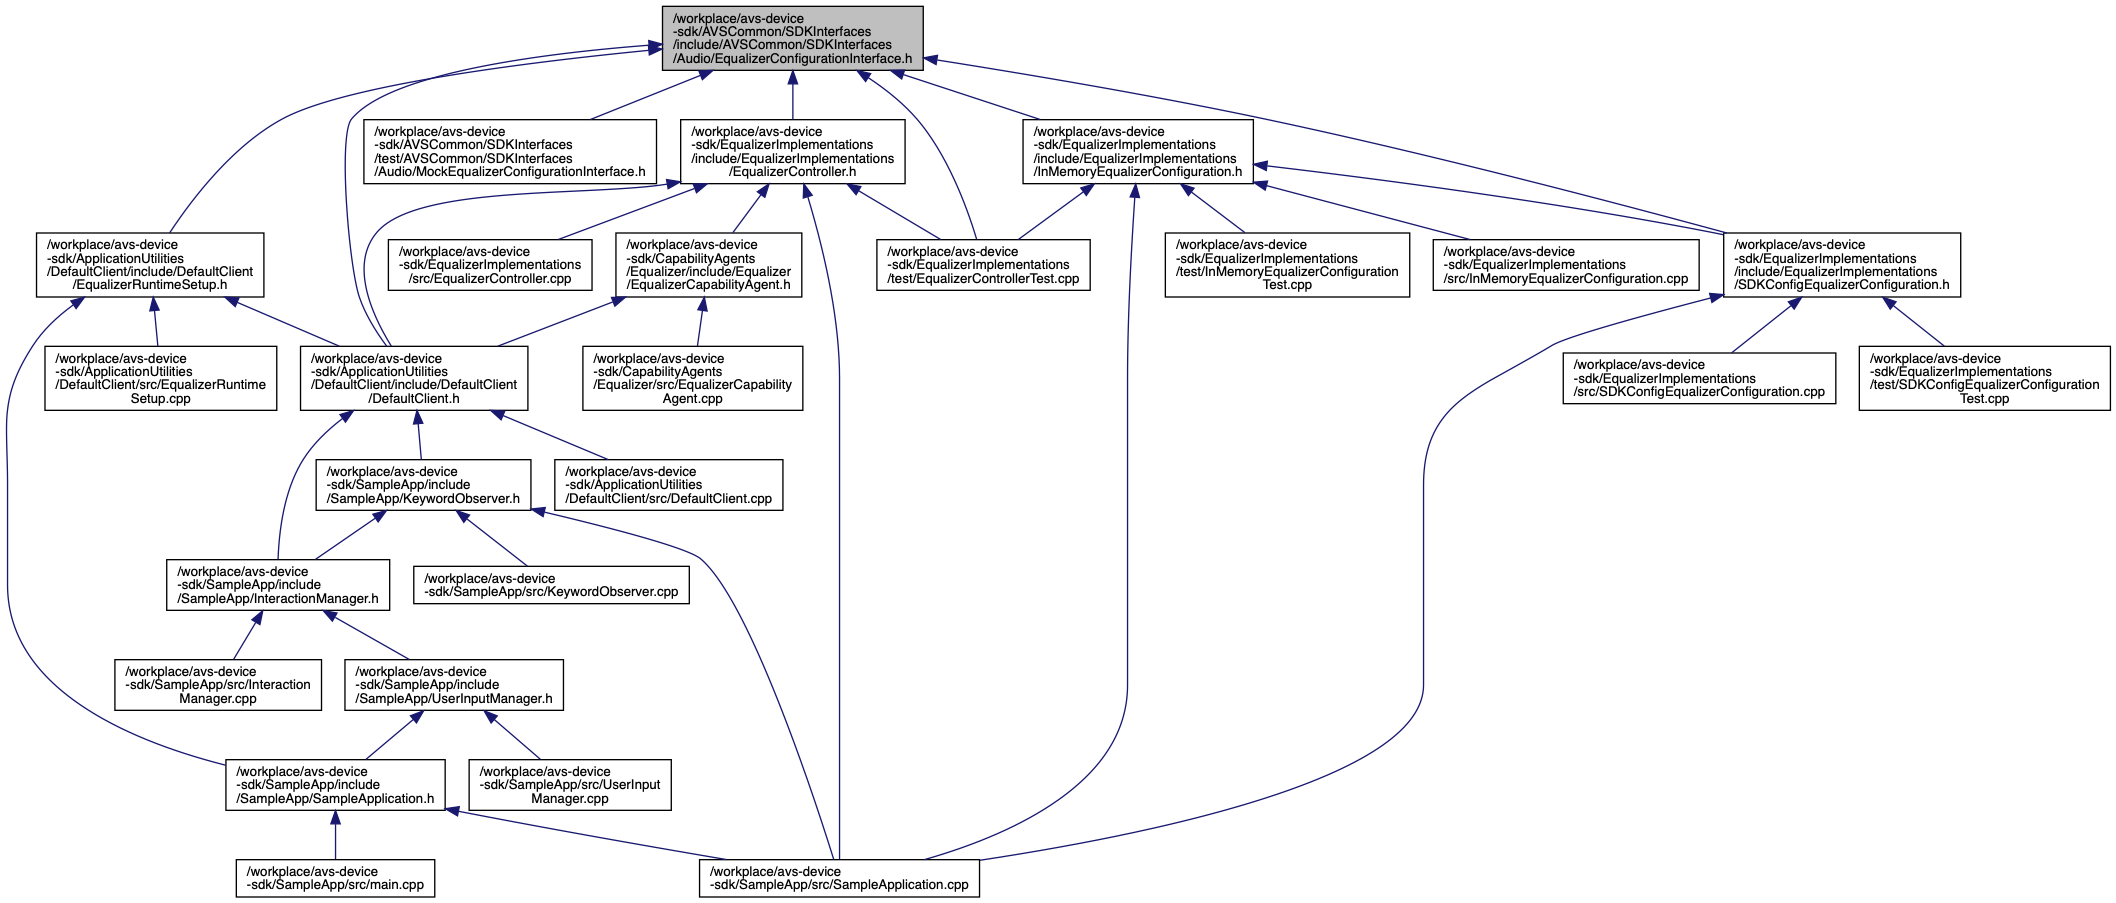 /workplace/avs-device
-sdk/AVSCommon/SDKInterfaces
/include/AVSCommon/SDKInterfaces
/Audio/EqualizerConfigurationInterface.h
/workplace/avs-device
-sdk/AVSCommon/SDKInterfaces
/test/AVSCommon/SDKInterfaces
/Audio/MockEqualizerConfigurationInterface.h
/workplace/avs-device
-sdk/EqualizerImplementations
/include/EqualizerImplementations
/EqualizerController.h
/workplace/avs-device
-sdk/EqualizerImplementations
/include/EqualizerImplementations
/InMemoryEqualizerConfiguration.h
/workplace/avs-device
-sdk/ApplicationUtilities
/DefaultClient/include/DefaultClient
/EqualizerRuntimeSetup.h
/workplace/avs-device
-sdk/EqualizerImplementations
/src/EqualizerController.cpp
/workplace/avs-device
-sdk/CapabilityAgents
/Equalizer/include/Equalizer
/EqualizerCapabilityAgent.h
/workplace/avs-device
-sdk/EqualizerImplementations
/test/EqualizerControllerTest.cpp
/workplace/avs-device
-sdk/EqualizerImplementations
/test/InMemoryEqualizerConfiguration
Test.cpp
/workplace/avs-device
-sdk/EqualizerImplementations
/src/InMemoryEqualizerConfiguration.cpp
/workplace/avs-device
-sdk/EqualizerImplementations
/include/EqualizerImplementations
/SDKConfigEqualizerConfiguration.h
/workplace/avs-device
-sdk/ApplicationUtilities
/DefaultClient/src/EqualizerRuntime
Setup.cpp
/workplace/avs-device
-sdk/ApplicationUtilities
/DefaultClient/include/DefaultClient
/DefaultClient.h
/workplace/avs-device
-sdk/CapabilityAgents
/Equalizer/src/EqualizerCapability
Agent.cpp
/workplace/avs-device
-sdk/EqualizerImplementations
/src/SDKConfigEqualizerConfiguration.cpp
/workplace/avs-device
-sdk/EqualizerImplementations
/test/SDKConfigEqualizerConfiguration
Test.cpp
/workplace/avs-device
-sdk/SampleApp/include
/SampleApp/KeywordObserver.h
/workplace/avs-device
-sdk/ApplicationUtilities
/DefaultClient/src/DefaultClient.cpp
/workplace/avs-device
-sdk/SampleApp/include
/SampleApp/InteractionManager.h
/workplace/avs-device
-sdk/SampleApp/src/KeywordObserver.cpp
/workplace/avs-device
-sdk/SampleApp/src/Interaction
Manager.cpp
/workplace/avs-device
-sdk/SampleApp/include
/SampleApp/UserInputManager.h
/workplace/avs-device
-sdk/SampleApp/include
/SampleApp/SampleApplication.h
/workplace/avs-device
-sdk/SampleApp/src/UserInput
Manager.cpp
/workplace/avs-device
-sdk/SampleApp/src/main.cpp
/workplace/avs-device
-sdk/SampleApp/src/SampleApplication.cpp